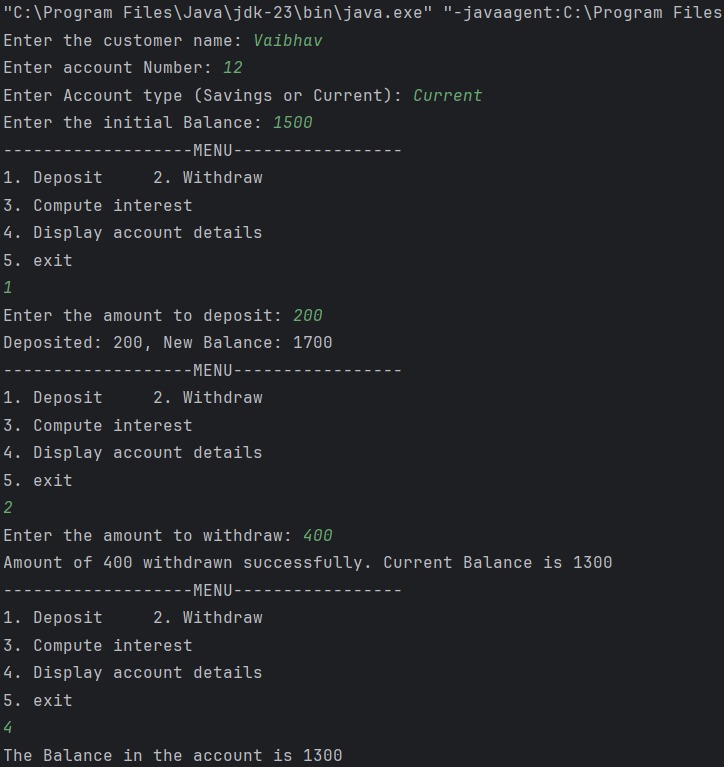 "C:\Program Files\Java\jdk-23\bin\java.exe" "-javaagent:C:\Program Files
Enter the customer name: Vaibhav
Enter account Number: 12
Enter Account type (Savings or Current): Current
Enter the initial Balance: 1500
-------------------MENU-----------------
1. Deposit     2. Withdraw
3. Compute interest
4. Display account details
5. exit
1
Enter the amount to deposit: 200
Deposited: 200, New Balance: 1700
-------------------MENU-----------------
1. Deposit     2. Withdraw
3. Compute interest
4. Display account details
5. exit
2
Enter the amount to withdraw: 400
Amount of 400 withdrawn successfully. Current Balance is 1300
-------------------MENU-----------------
1. Deposit     2. Withdraw
3. Compute interest
4. Display account details
5. exit
4
The Balance in the account is 1300